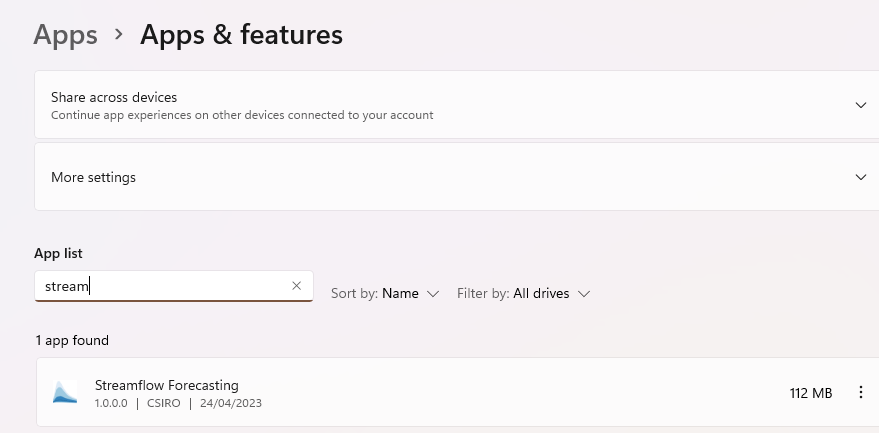 Apps > Apps & features
Share across devices
Continue app experiences on other devices connected to your account
More settings
App list
stream
Sort by: Name
Filter by: All drives
1 app found
Streamflow Forecasting
112 MB
1.0.0.0 | CSIRO | 24/04/2023